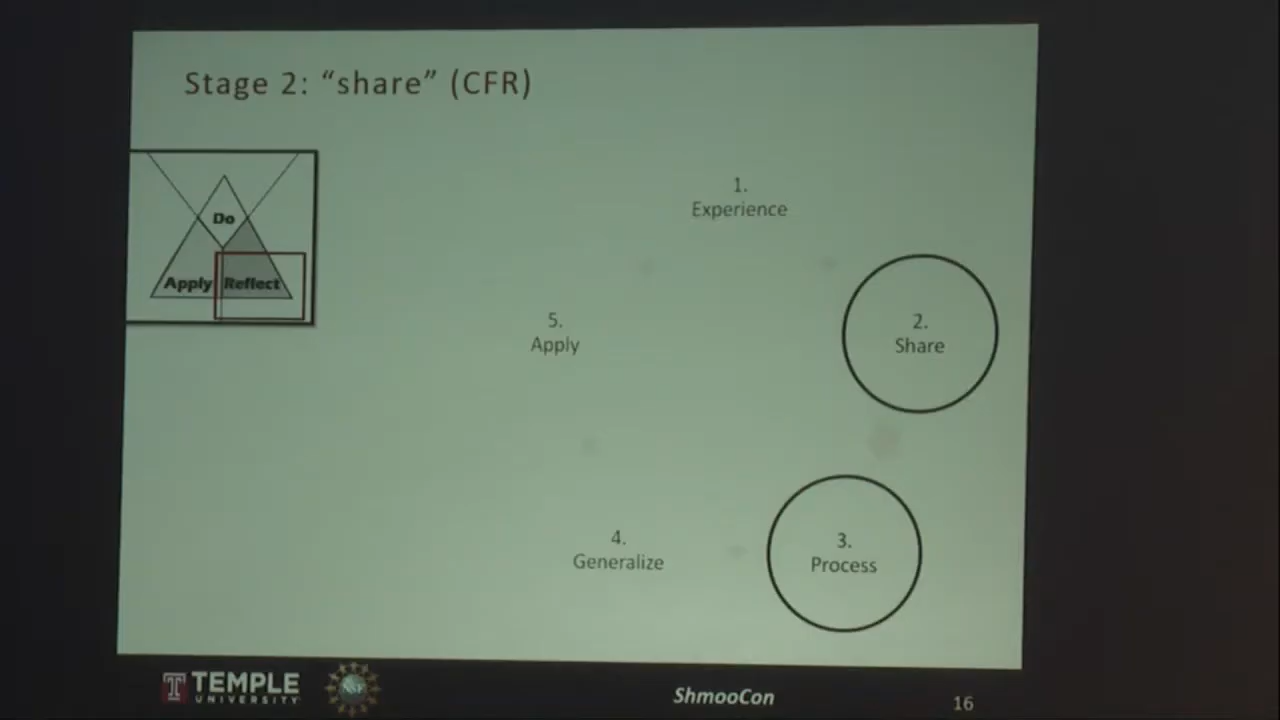 Stage 2: “share” (CFR)
Do
Apply
Reflect
1.
Experience
2.
Share
3.
Process
4.
Generalize
5.
Apply
TEMPLE
UNIVERSITY
NSF
ShmooCon
16